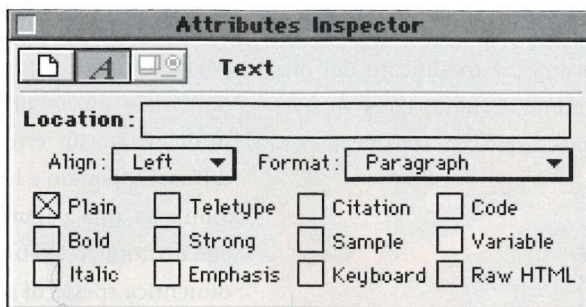 Attributes Inspector
A Text
Location:
Align: Left Format: Paragraph
Plain Teletype Citation Code
Bold Strong Sample Variable
Italic Emphasis Keyboard Raw HTML